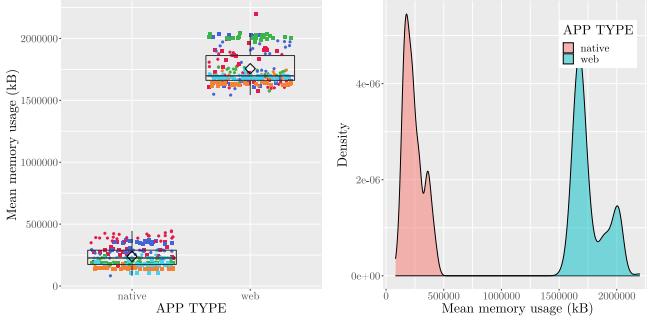 Mean memory usage (kB)
2000000
1500000
1000000
500000
0
native
web
APP TYPE
Density
4e−06
2e−06
0e+00
APP TYPE
native
web
0
500000
1000000
1500000
2000000
Mean memory usage (kB)